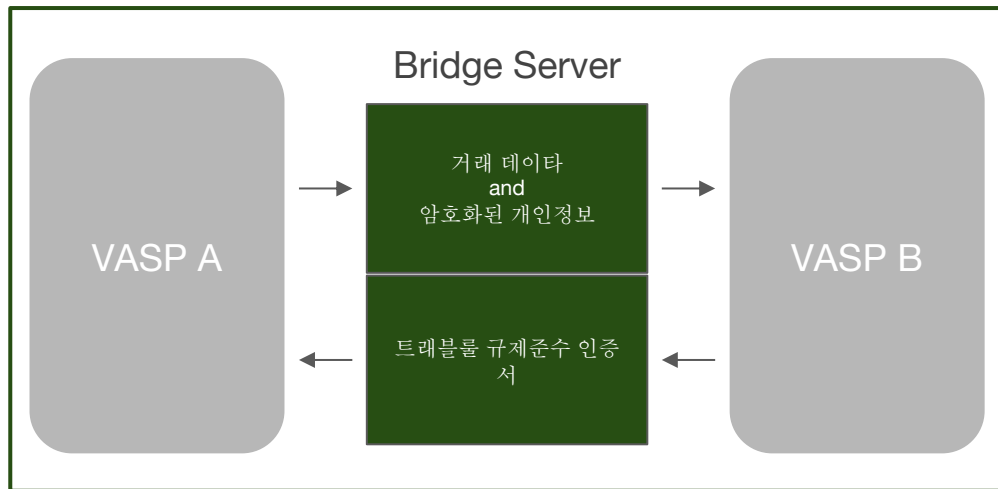 Bridge Server
VASP A
거래 데이타
and
암호화된 개인정보
트래블룰 규제준수 인증
서
VASP B